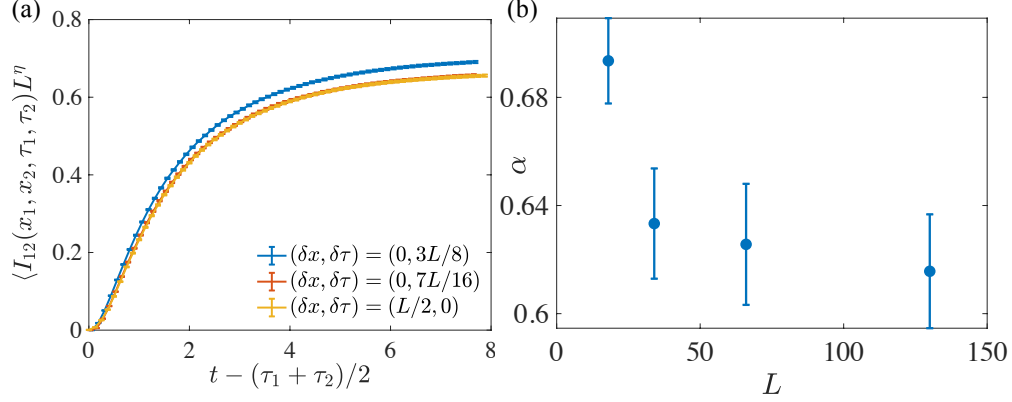 (a)
0.8
0.6
0.4
0.2
0
0 2 4 6 8
⟨I₁₂(x₁, x₂, τ₁, τ₂)⟩L^η
t − (τ₁ + τ₂)/2
(δx, δτ) = (0, 3L/8)
(δx, δτ) = (0, 7L/16)
(δx, δτ) = (L/2, 0)
(b)
0.68
0.64
0.6
0 50 100 150
α
L